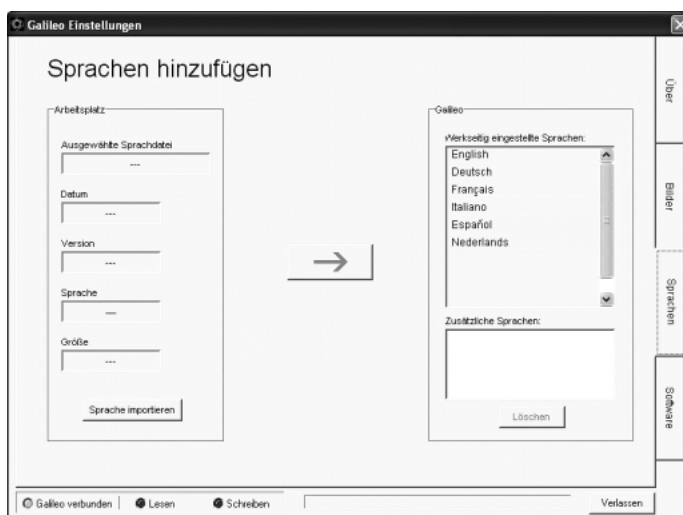 Galileo Einstellungen
Sprachen hinzufügen
Arbeitsplatz
Ausgewählte Sprachdatei
---
Datum
---
Version
---
Sprache
---
Größe
---
Sprache importieren
Galileo
Werkseitig eingestellte Sprachen:
English
Deutsch
Français
Italiano
Español
Nederlands
Zusätzliche Sprachen:
Löschen
Über
Bilder
Sprachen
Software
Galileo verbunden
Lesen
Schreiben
Verlassen